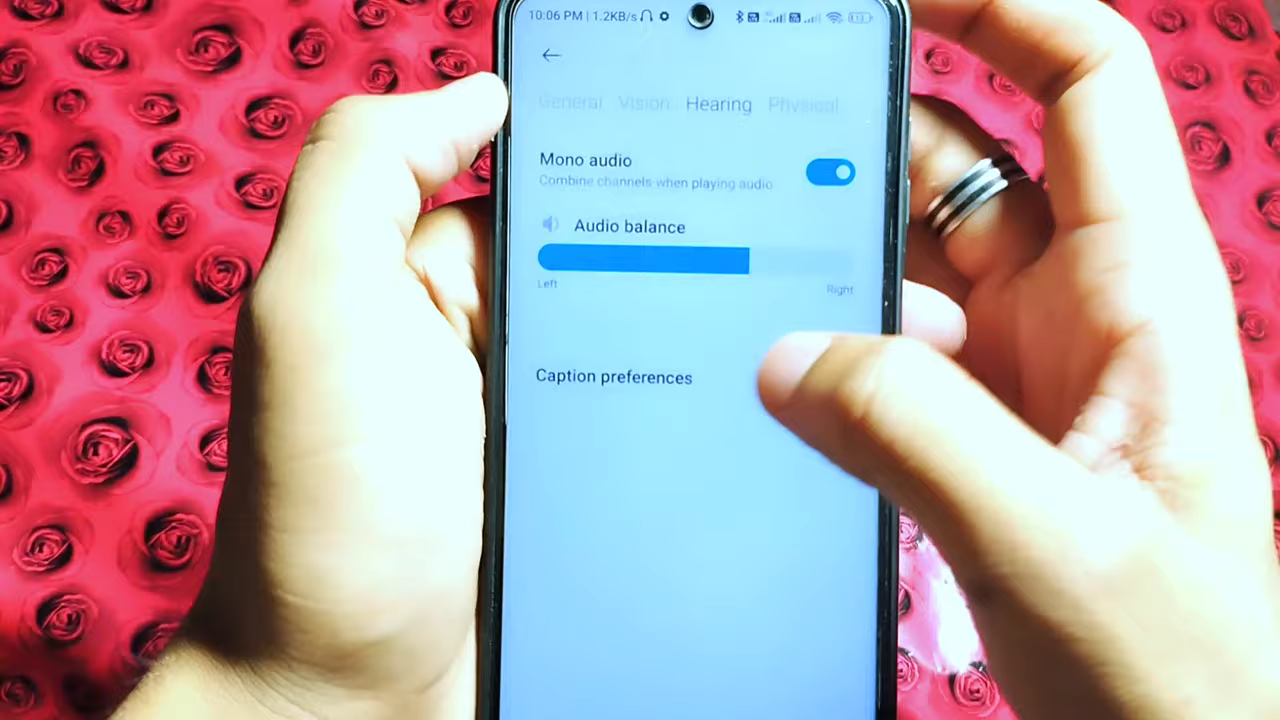 10:06 PM | 1.2KB/s
General Vision Hearing Physical
Mono audio
Combine channels when playing audio
Audio balance
Left Right
Caption preferences